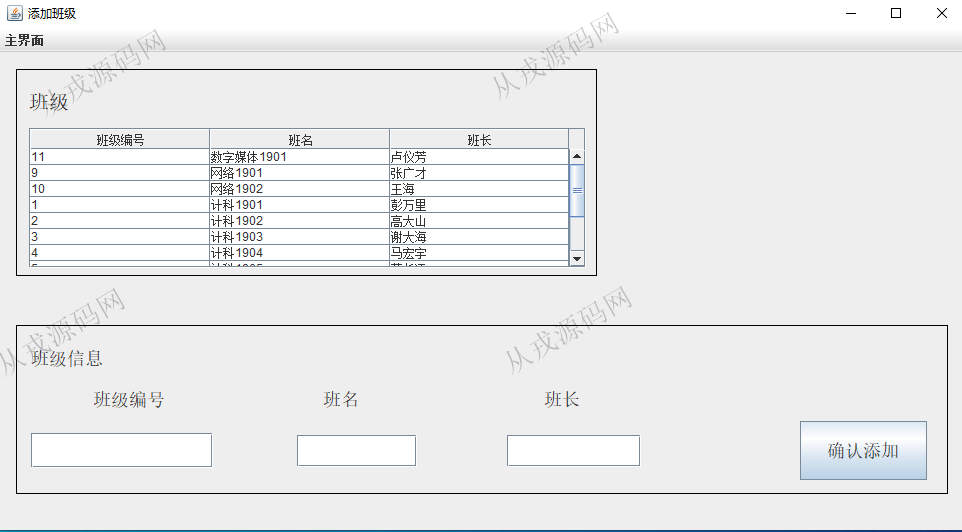 添加班级
主界面
班级
班级编号 班名 班长
11 数字媒体1901 卢仪芳
9 网络1901 张广才
10 网络1902 王海
1 计科1901 彭万里
2 计科1902 高大山
3 计科1903 谢大海
4 计科1904 马宏宇
班级信息
班级编号 班名 班长
确认添加
从戎源码网
从戎源码网
从戎源码网
从戎源码网